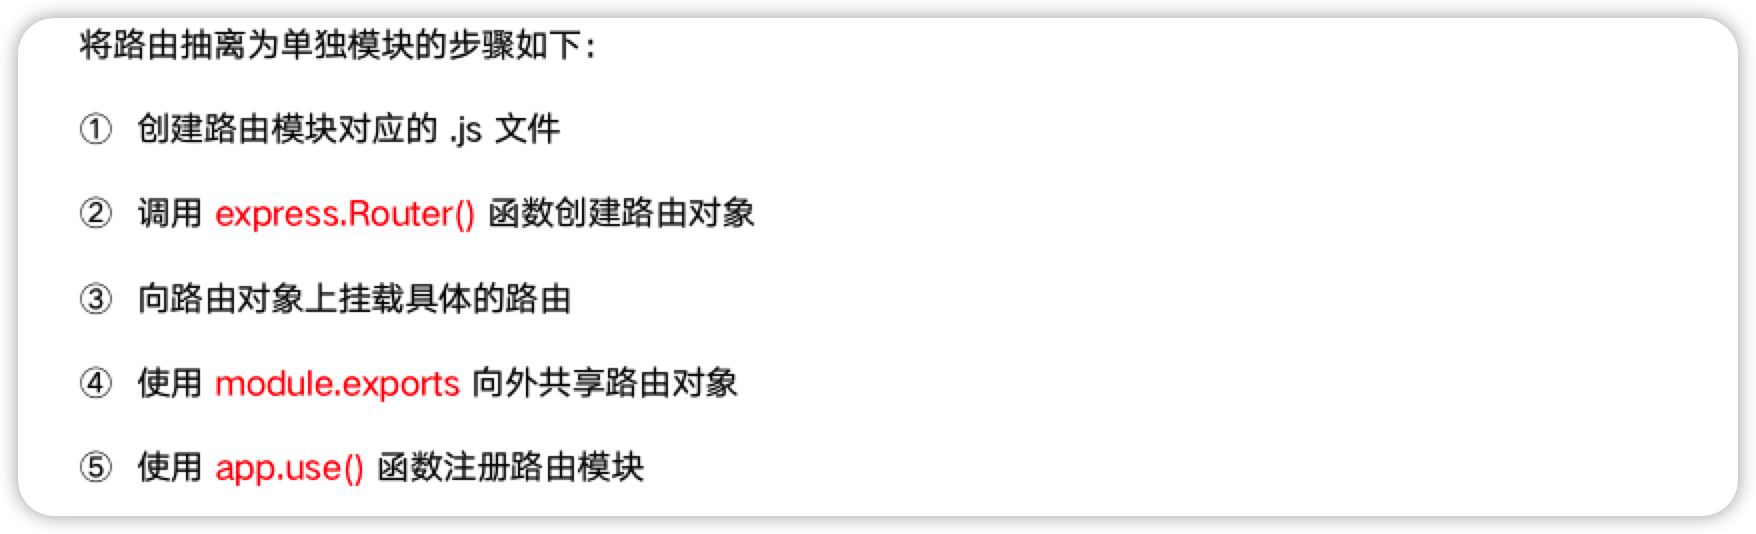 将路由抽离为单独模块的步骤如下：
① 创建路由模块对应的 .js 文件
② 调用 express.Router() 函数创建路由对象
③ 向路由对象上挂载具体的路由
④ 使用 module.exports 向外共享路由对象
⑤ 使用 app.use() 函数注册路由模块